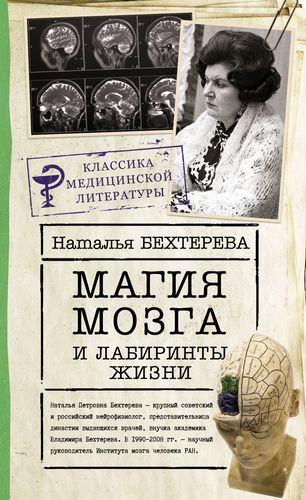 КЛАССИКА
МЕДИЦИНСКОЙ
ЛИТЕРАТУРЫ
Наталья БЕХТЕРЕВА
МАГИЯ
МОЗГА
И ЛАБИРИНТЫ
ЖИЗНИ
Наталья Петровна Бехтерева – крупный советский
и российский нейрофизиолог, представительница
династии выдающихся врачей, внучка академика
Владимира Бехтерева. В 1990-2008 гг. – научный
руководитель Института мозга человека РАН.